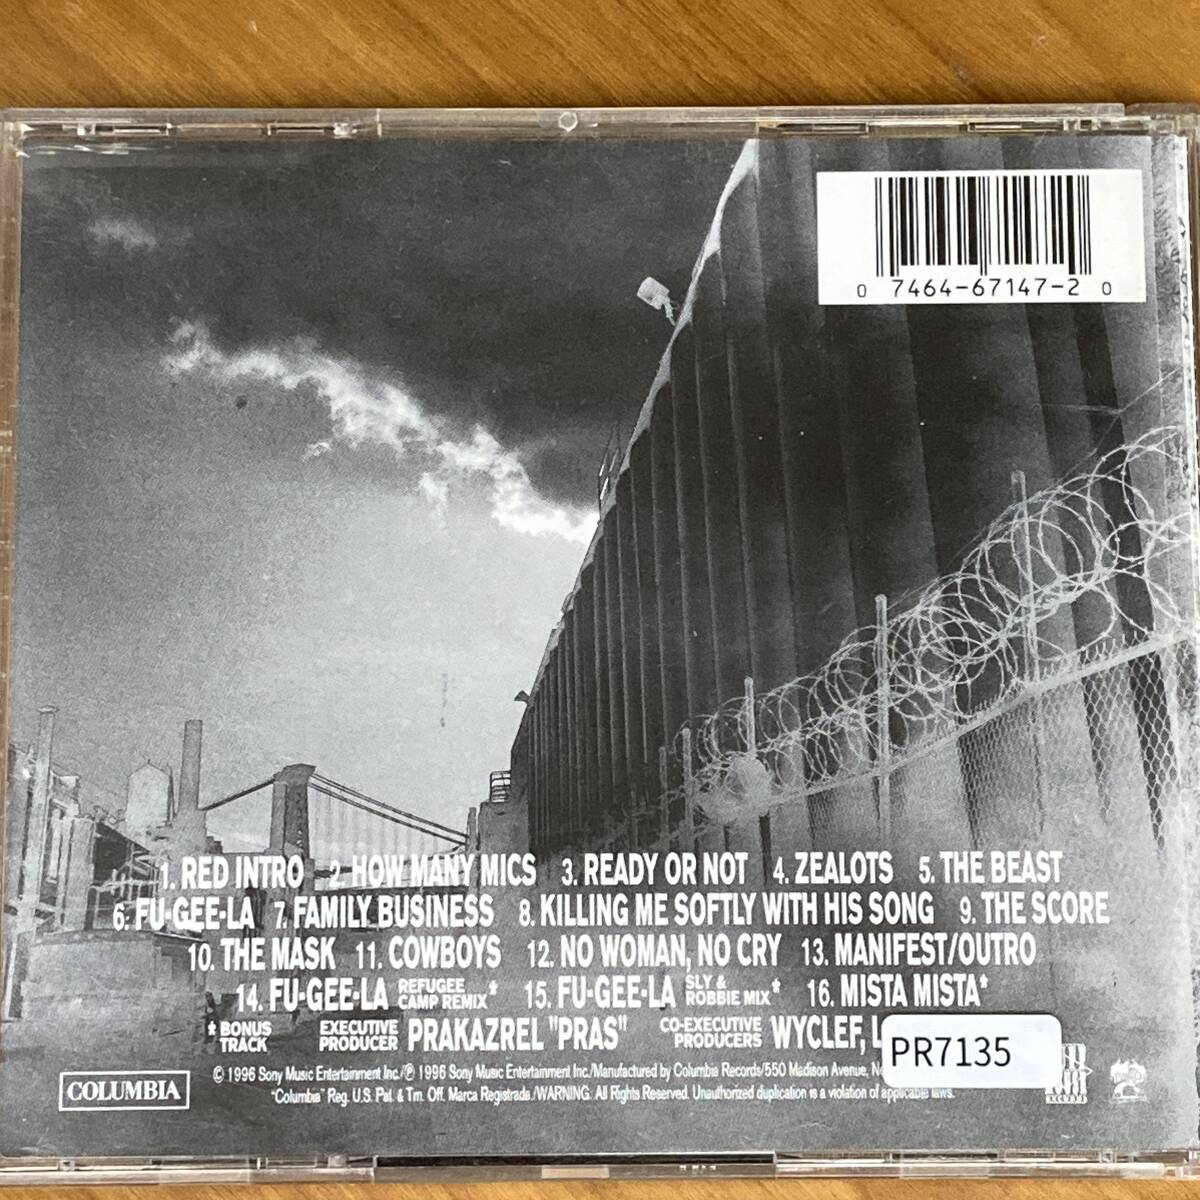 0 7464-67147-2 0
1. RED INTRO 2. HOW MANY MICS 3. READY OR NOT 4. ZEALOTS 5. THE BEAST
6. FU-GEE-LA 7. FAMILY BUSINESS 8. KILLING ME SOFTLY WITH HIS SONG 9. THE SCORE
10. THE MASK 11. COWBOYS 12. NO WOMAN, NO CRY 13. MANIFEST/OUTRO
14. FU-GEE-LA REFUGEE CAMP REMIX* 15. FU-GEE-LA SLY & ROBBIE MIX* 16. MISTA MISTA*
* BONUS TRACK EXECUTIVE PRODUCER PRAKAZREL "PRAS" CO-EXECUTIVE PRODUCERS WYCLEF, L
PR7135
© 1996 Sony Music Entertainment Inc./℗ 1996 Sony Music Entertainment Inc./Manufactured by Columbia Records/550 Madison Avenue,
"Columbia" Reg. U.S. Pat. & Tm. Off. Marca Registrada./WARNING: All Rights Reserved. Unauthorized duplication is a violation of applicable laws.
COLUMBIA